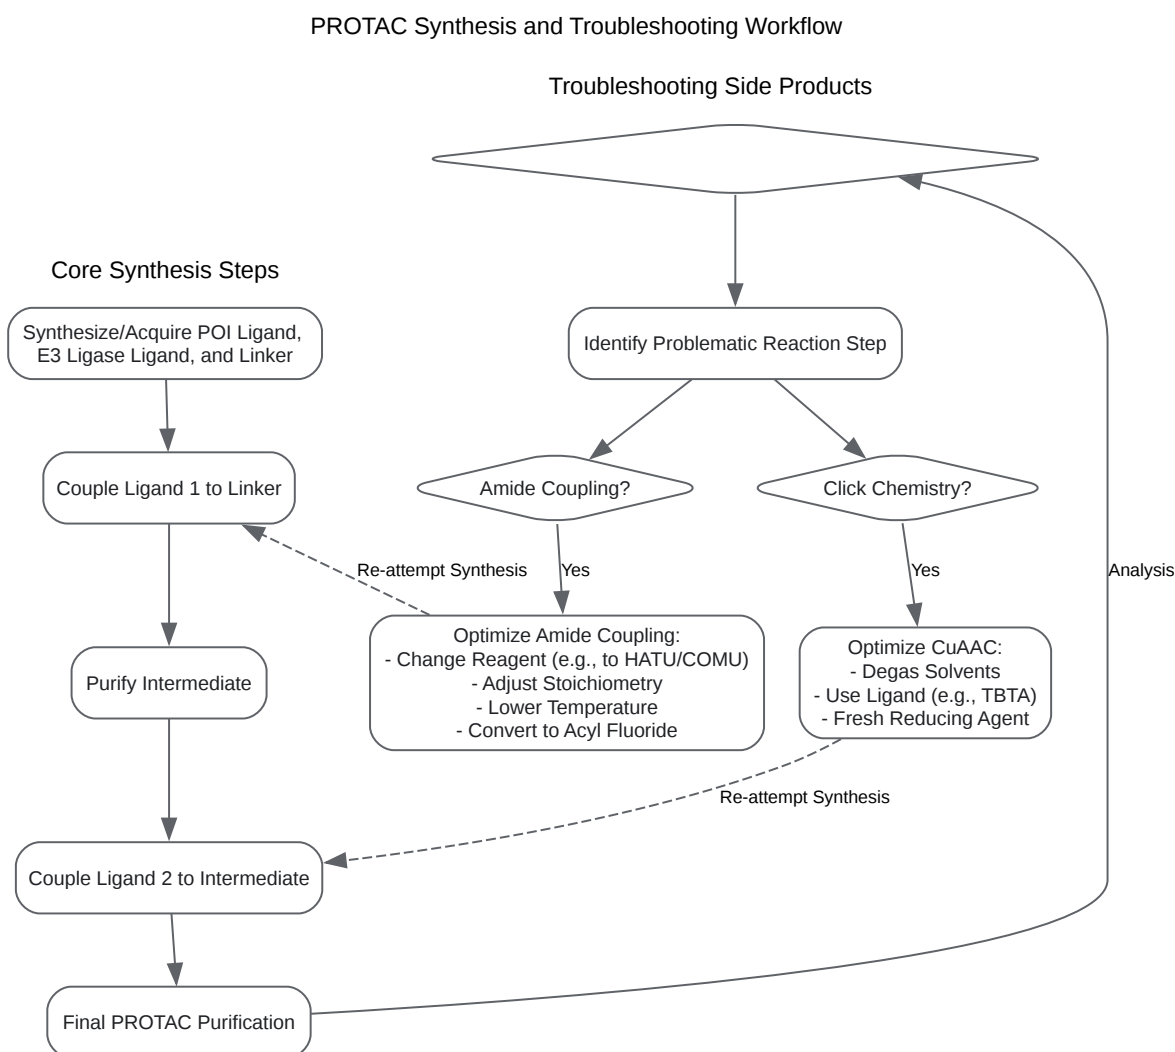 PROTAC Synthesis and Troubleshooting Workflow
Troubleshooting Side Products
Core Synthesis Steps
Synthesize/Acquire POI Ligand,
E3 Ligase Ligand, and Linker
Identify Problematic Reaction Step
Couple Ligand 1 to Linker
Amide Coupling?
Click Chemistry?
Re-attempt Synthesis
Yes
Yes
Analysis
Optimize Amide Coupling:
- Change Reagent (e.g., to HATU/COMU)
- Adjust Stoichiometry
- Lower Temperature
- Convert to Acyl Fluoride
Optimize CuAAC:
- Degas Solvents
- Use Ligand (e.g., TBTA)
- Fresh Reducing Agent
Purify Intermediate
Re-attempt Synthesis
Couple Ligand 2 to Intermediate
Final PROTAC Purification